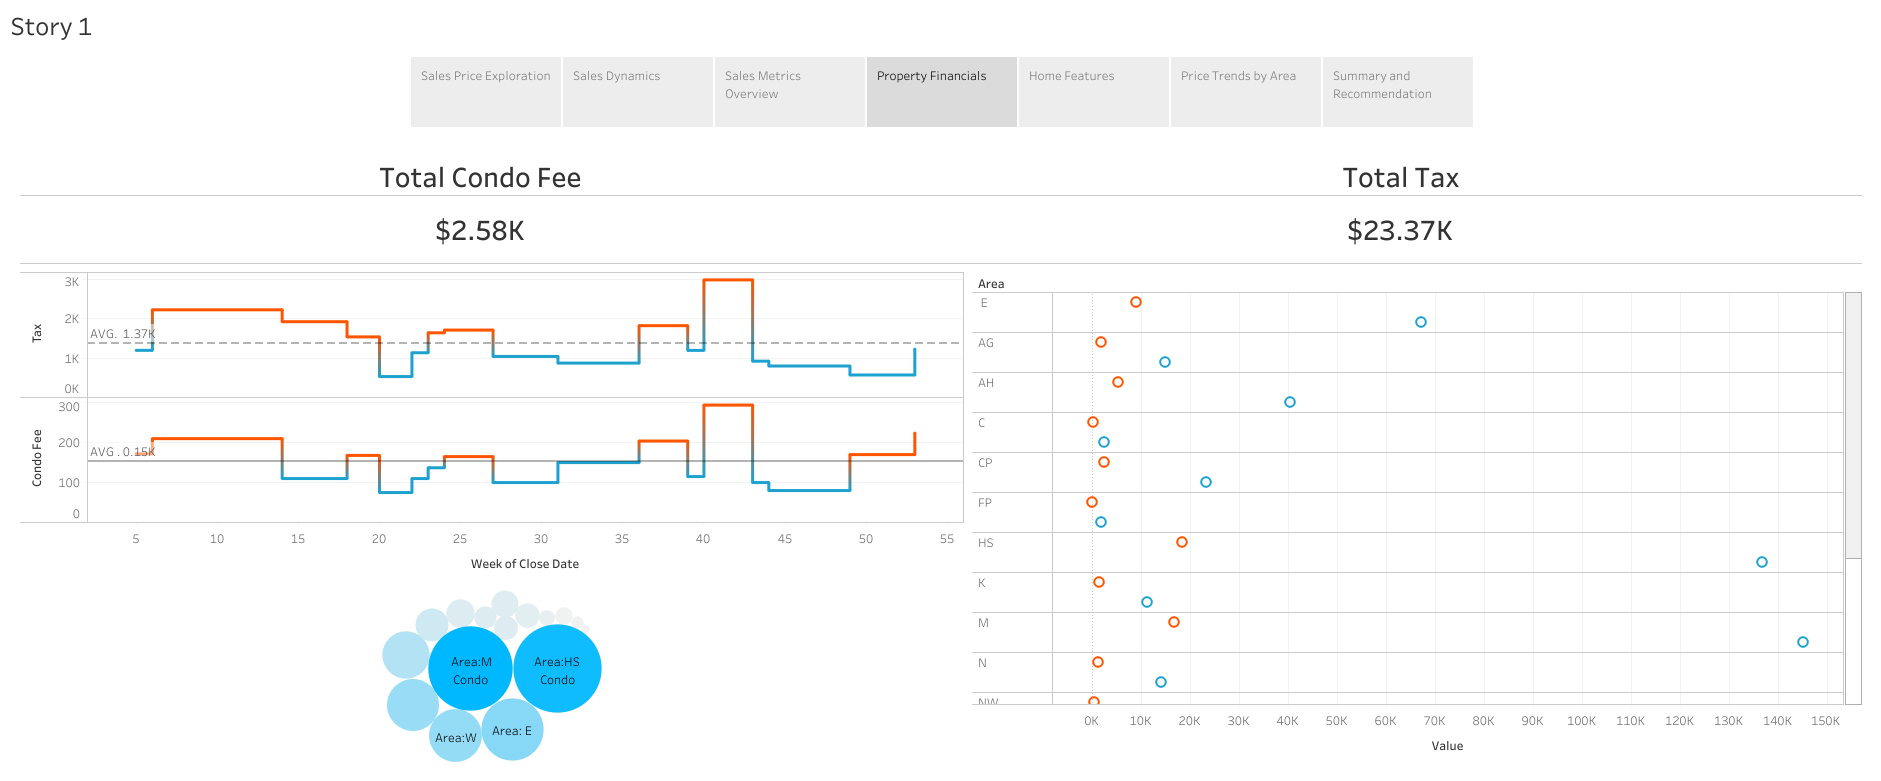 Story 1
Sales Price Exploration
Sales Dynamics
Sales Metrics
Overview
Property Financials
Home Features
Price Trends by Area
Summary and
Recommendation
Total Condo Fee
Total Tax
$2.58K
$23.37K
Tax
3K
2K
AVG. 1.37K
1K
0K
Condo Fee
300
200
AVG . 0.15K
100
0
5 10 15 20 25 30 35 40 45 50 55
Week of Close Date
Area:M
Condo
Area:HS
Condo
Area:W
Area: E
Area
E
AG
AH
C
CP
FP
HS
K
M
N
NW
0K 10K 20K 30K 40K 50K 60K 70K 80K 90K 100K 110K 120K 130K 140K 150K
Value